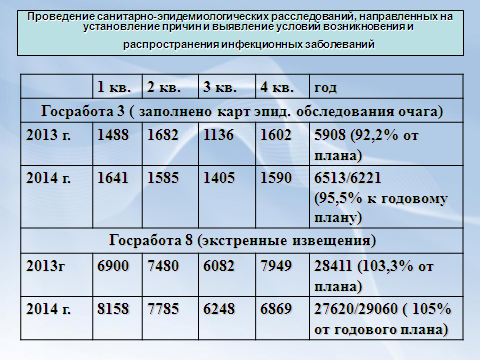 Проведение санитарно-эпидемиологических расследований, направленных на
установление причин и выявление условий возникновения и
распространения инфекционных заболеваний
1 кв. 2 кв. 3 кв. 4 кв. год
Госработа 3 ( заполнено карт эпид. обследования очага)
2013 г. 1488 1682 1136 1602 5908 (92,2% от
плана)
2014 г. 1641 1585 1405 1590 6513/6221
(95,5% к годовому
плану)
Госработа 8 (экстренные извещения)
2013г 6900 7480 6082 7949 28411 (103,3% от
плана)
2014 г. 8158 7785 6248 6869 27620/29060 ( 105%
от годового плана)